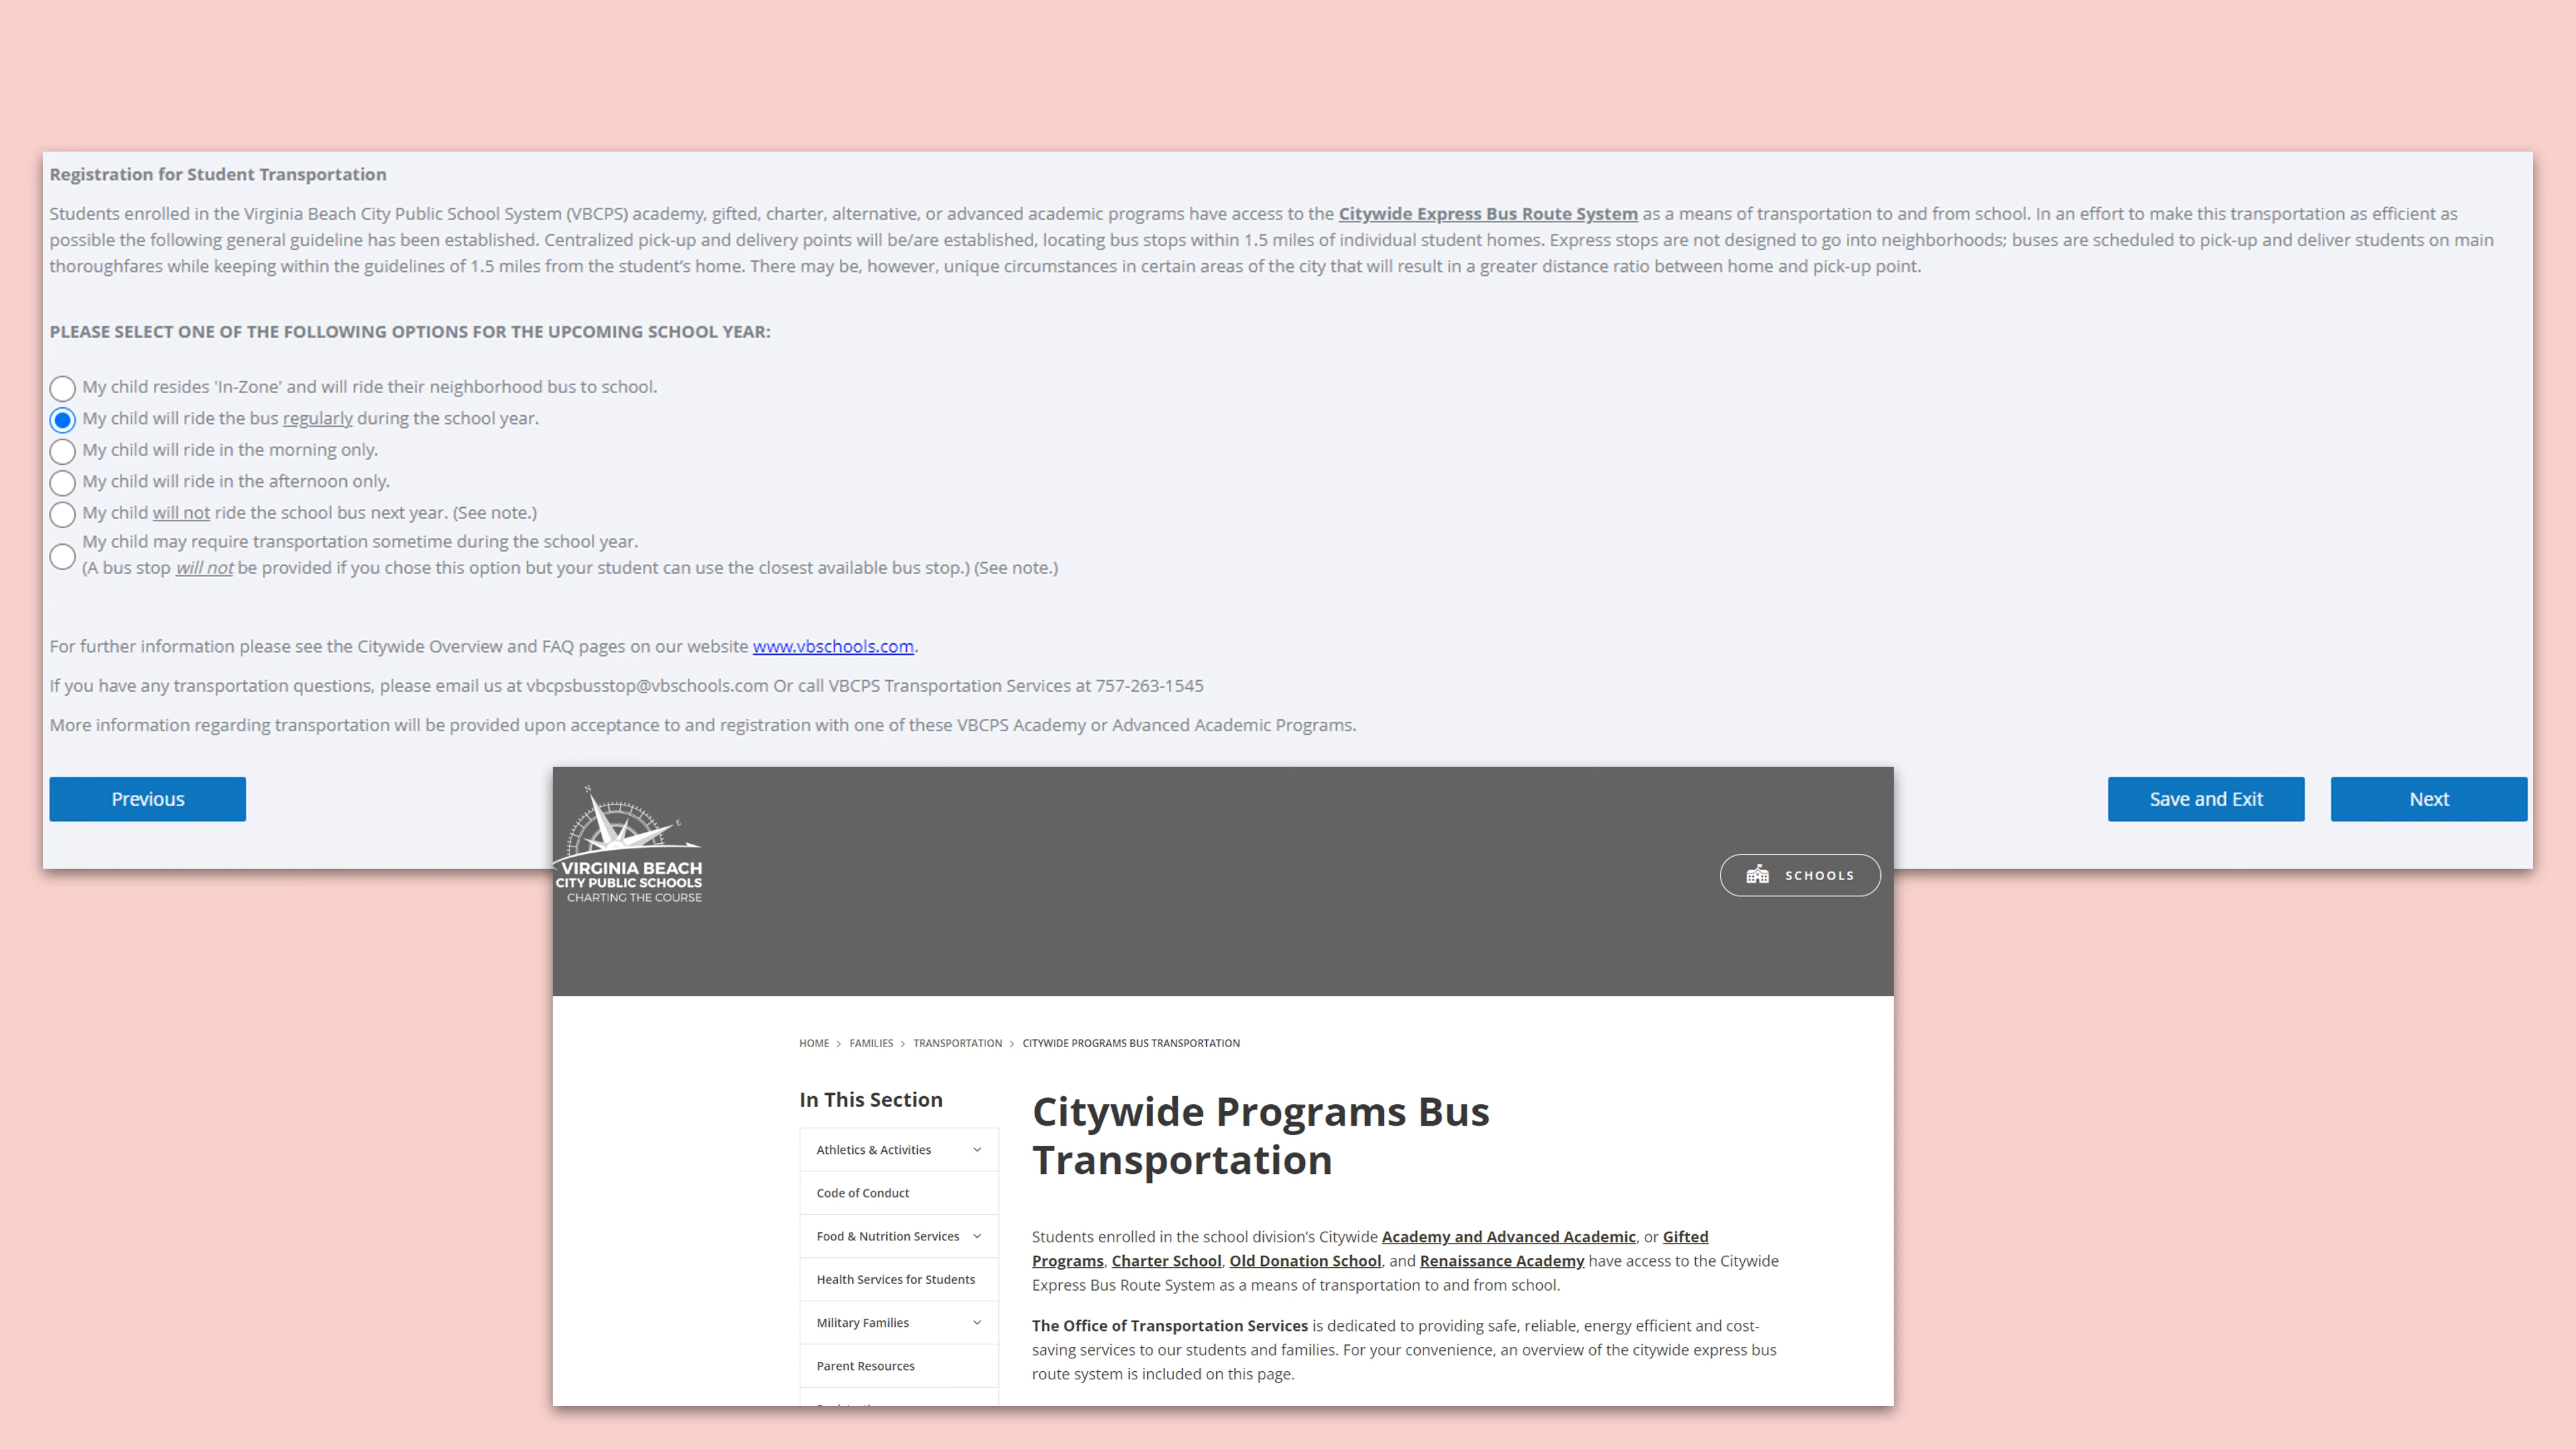 Registration for Student Transportation
Students enrolled in the Virginia Beach City Public School System (VBCPS) academy, gifted, charter, alternative, or advanced academic programs have access to the Citywide Express Bus Route System as a means of transportation to and from school. In an effort to make this transportation as efficient as
possible the following general guideline has been established. Centralized pick-up and delivery points will be/are established, locating bus stops within 1.5 miles of individual student homes. Express stops are not designed to go into neighborhoods; buses are scheduled to pick-up and deliver students on main
thoroughfares while keeping within the guidelines of 1.5 miles from the student's home. There may be, however, unique circumstances in certain areas of the city that will result in a greater distance ratio between home and pick-up point.
PLEASE SELECT ONE OF THE FOLLOWING OPTIONS FOR THE UPCOMING SCHOOL YEAR:
My child resides 'In-Zone' and will ride their neighborhood bus to school.
My child will ride the bus regularly during the school year.
My child will ride in the morning only.
My child will ride in the afternoon only.
My child will not ride the school bus next year. (See note.)
My child may require transportation sometime during the school year.
(A bus stop will not be provided if you chose this option but your student can use the closest available bus stop.) (See note.)
For further information please see the Citywide Overview and FAQ pages on our website www.vbschools.com.
If you have any transportation questions, please email us at vbcpsbusstop@vbschools.com Or call VBCPS Transportation Services at 757-263-1545
More information regarding transportation will be provided upon acceptance to and registration with one of these VBCPS Academy or Advanced Academic Programs.
Previous
Save and Exit
Next
N
E
VIRGINIA BEACH
CITY PUBLIC SCHOOLS
CHARTING THE COURSE
SCHOOLS
HOME > FAMILIES > TRANSPORTATION > CITYWIDE PROGRAMS BUS TRANSPORTATION
In This Section
Athletics & Activities
Code of Conduct
Food & Nutrition Services
Health Services for Students
Military Families
Parent Resources
Citywide Programs Bus
Transportation
Students enrolled in the school division's Citywide Academy and Advanced Academic, or Gifted
Programs, Charter School, Old Donation School, and Renaissance Academy have access to the Citywide
Express Bus Route System as a means of transportation to and from school.
The Office of Transportation Services is dedicated to providing safe, reliable, energy efficient and cost-
saving services to our students and families. For your convenience, an overview of the citywide express bus
route system is included on this page.